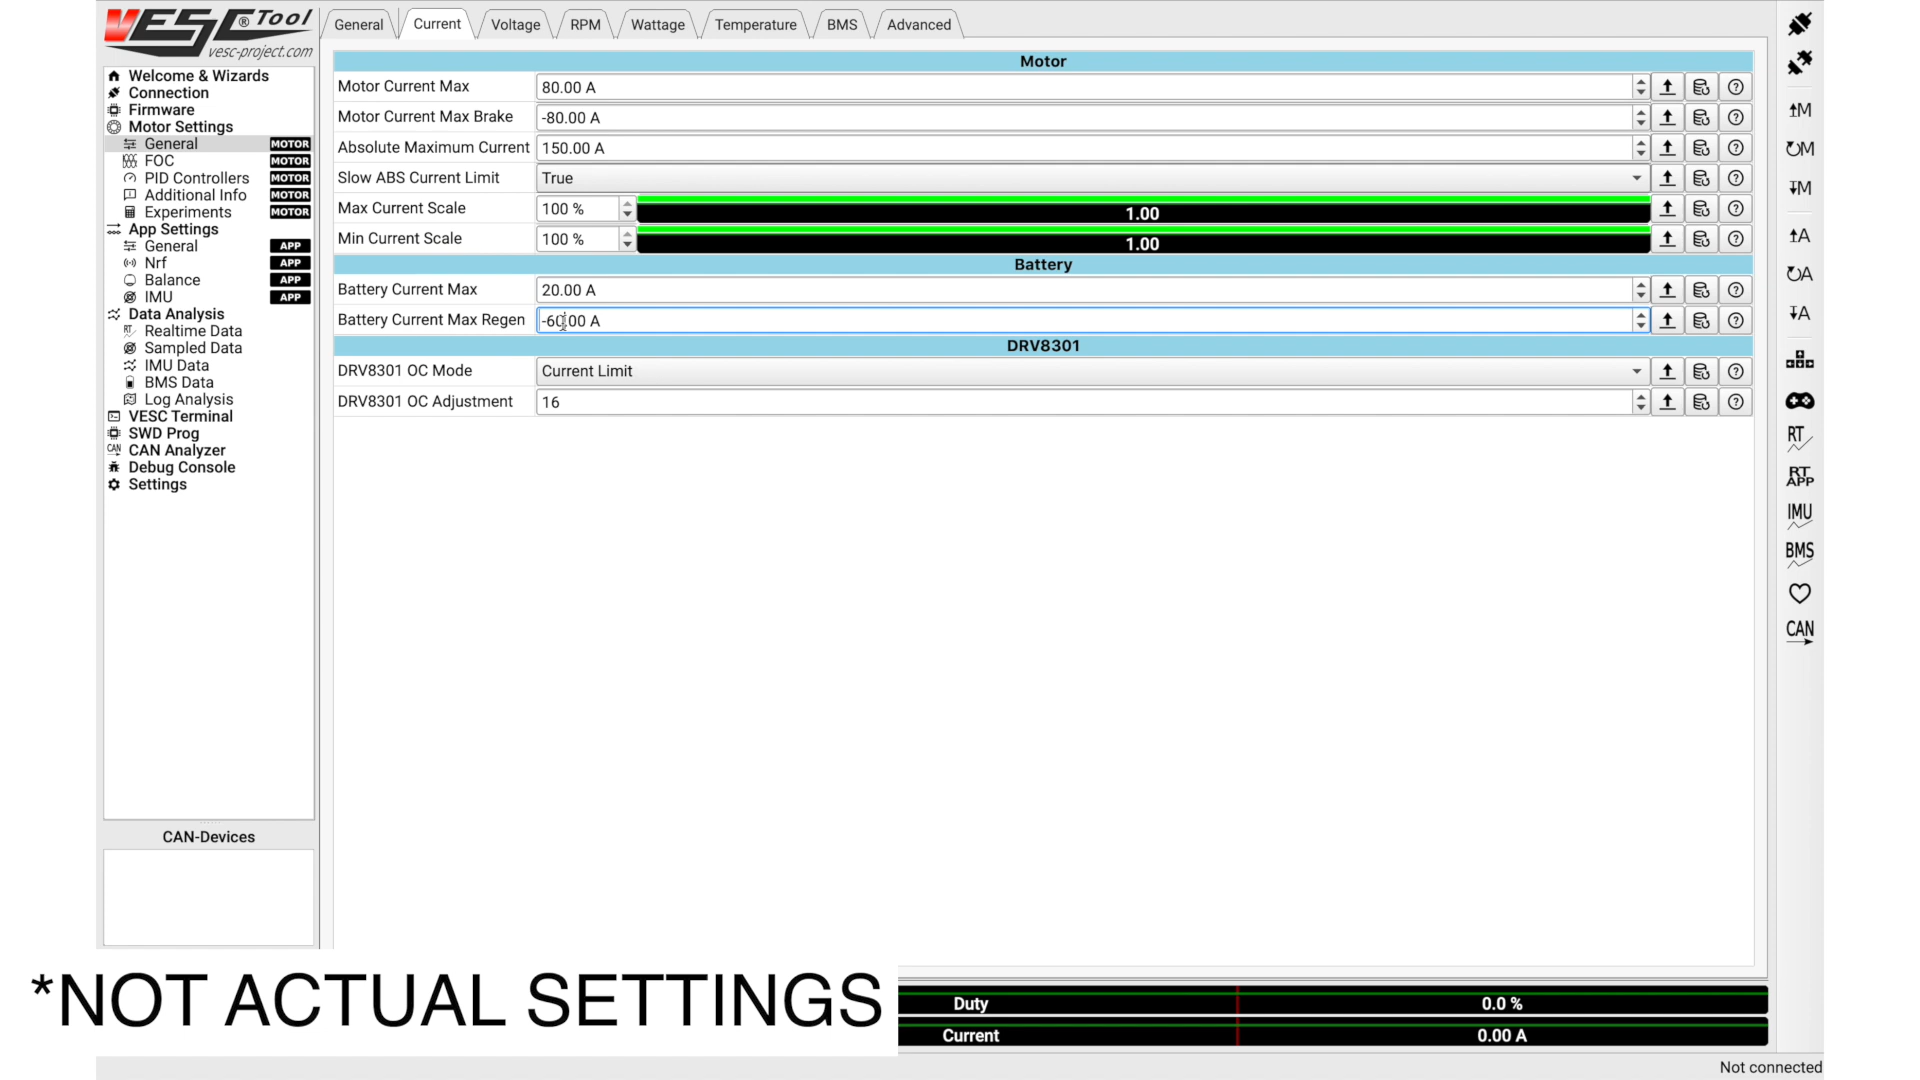 VESC® Tool
vesc-project.com
General
Current
Voltage
RPM
Wattage
Temperature
BMS
Advanced
Welcome & Wizards
Connection
Firmware
Motor Settings
General MOTOR
FOC MOTOR
PID Controllers MOTOR
Additional Info MOTOR
Experiments MOTOR
App Settings
General APP
Nrf APP
Balance APP
IMU APP
Data Analysis
RT Realtime Data
Sampled Data
IMU Data
BMS Data
Log Analysis
VESC Terminal
SWD Prog
CAN CAN Analyzer
Debug Console
Settings
CAN-Devices
Motor
Motor Current Max 80.00 A
Motor Current Max Brake -80.00 A
Absolute Maximum Current 150.00 A
Slow ABS Current Limit True
Max Current Scale 100 % 1.00
Min Current Scale 100 % 1.00
Battery
Battery Current Max 20.00 A
Battery Current Max Regen -60.00 A
DRV8301
DRV8301 OC Mode Current Limit
DRV8301 OC Adjustment 16
M
M
M
A
A
A
RT
RT APP
IMU
BMS
CAN
*NOT ACTUAL SETTINGS
Duty 0.0 %
Current 0.00 A
Not connected